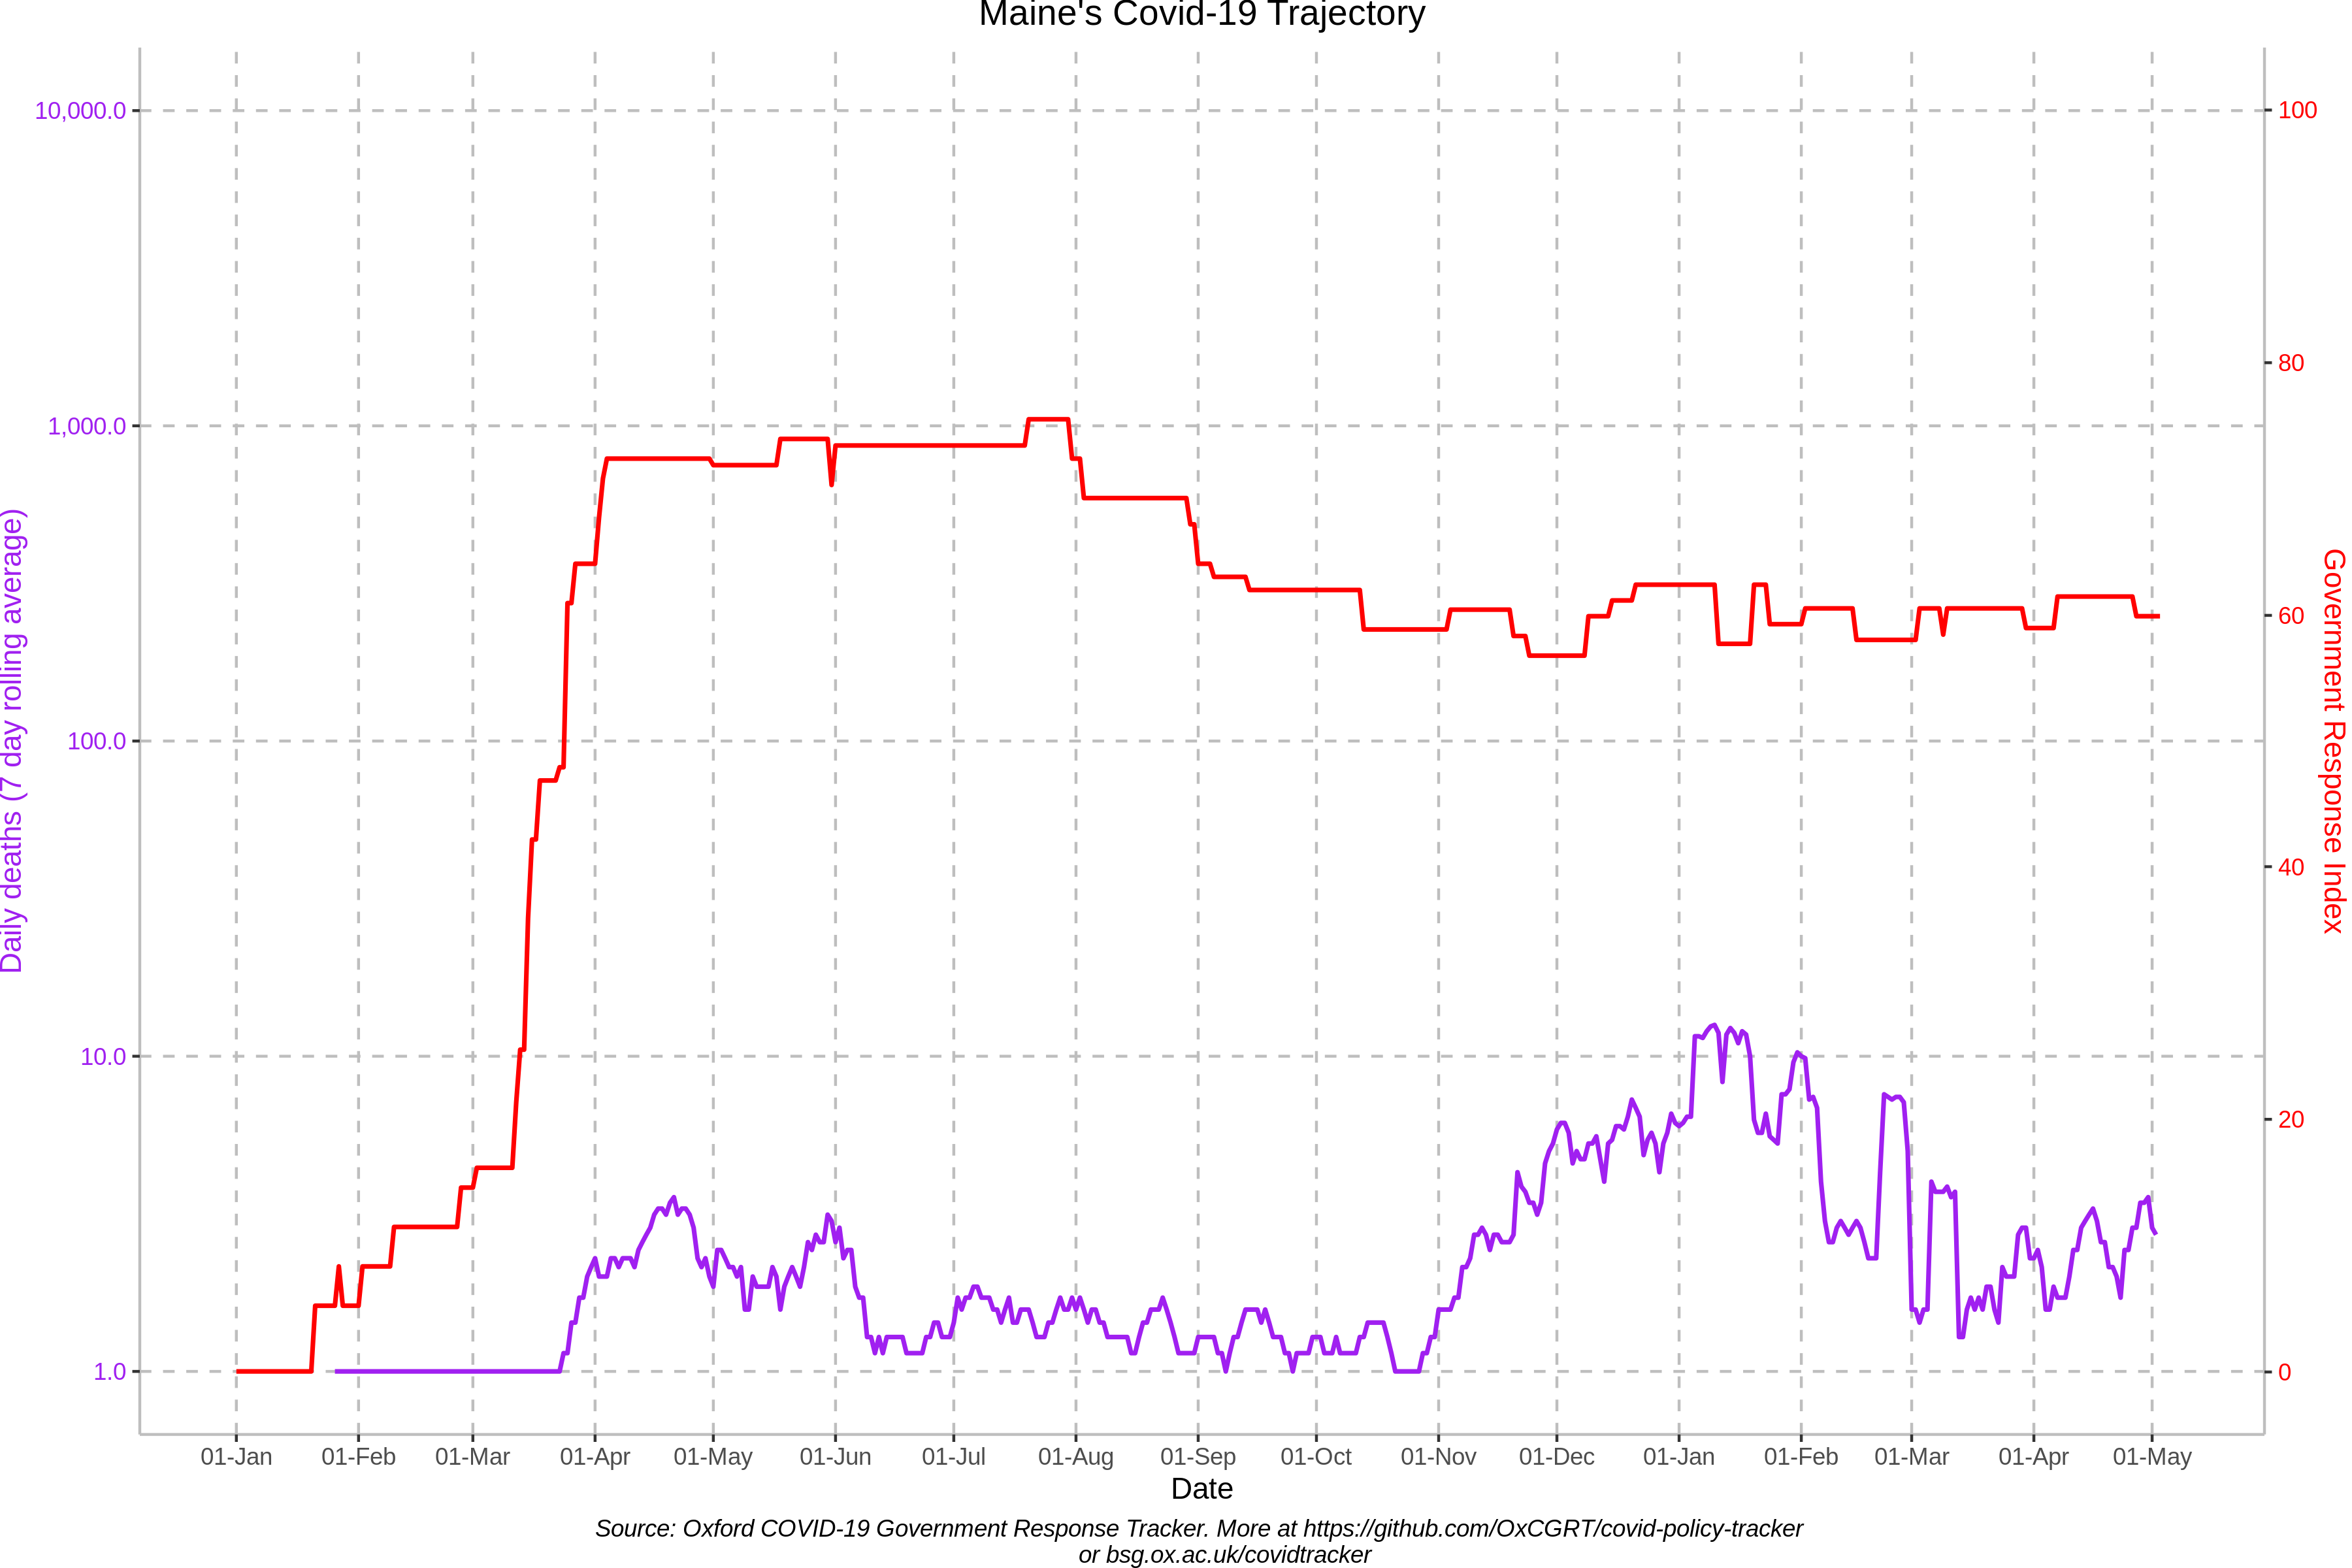 Maine's Covid-19 Trajectory
10,000.0
1,000.0
100.0
10.0
1.0
Daily deaths (7 day rolling average)
100
80
60
40
20
0
Government Response Index
01-Jan 01-Feb 01-Mar 01-Apr 01-May 01-Jun 01-Jul 01-Aug 01-Sep 01-Oct 01-Nov 01-Dec 01-Jan 01-Feb 01-Mar 01-Apr 01-May
Date
Source: Oxford COVID-19 Government Response Tracker. More at https://github.com/OxCGRT/covid-policy-tracker
or bsg.ox.ac.uk/covidtracker